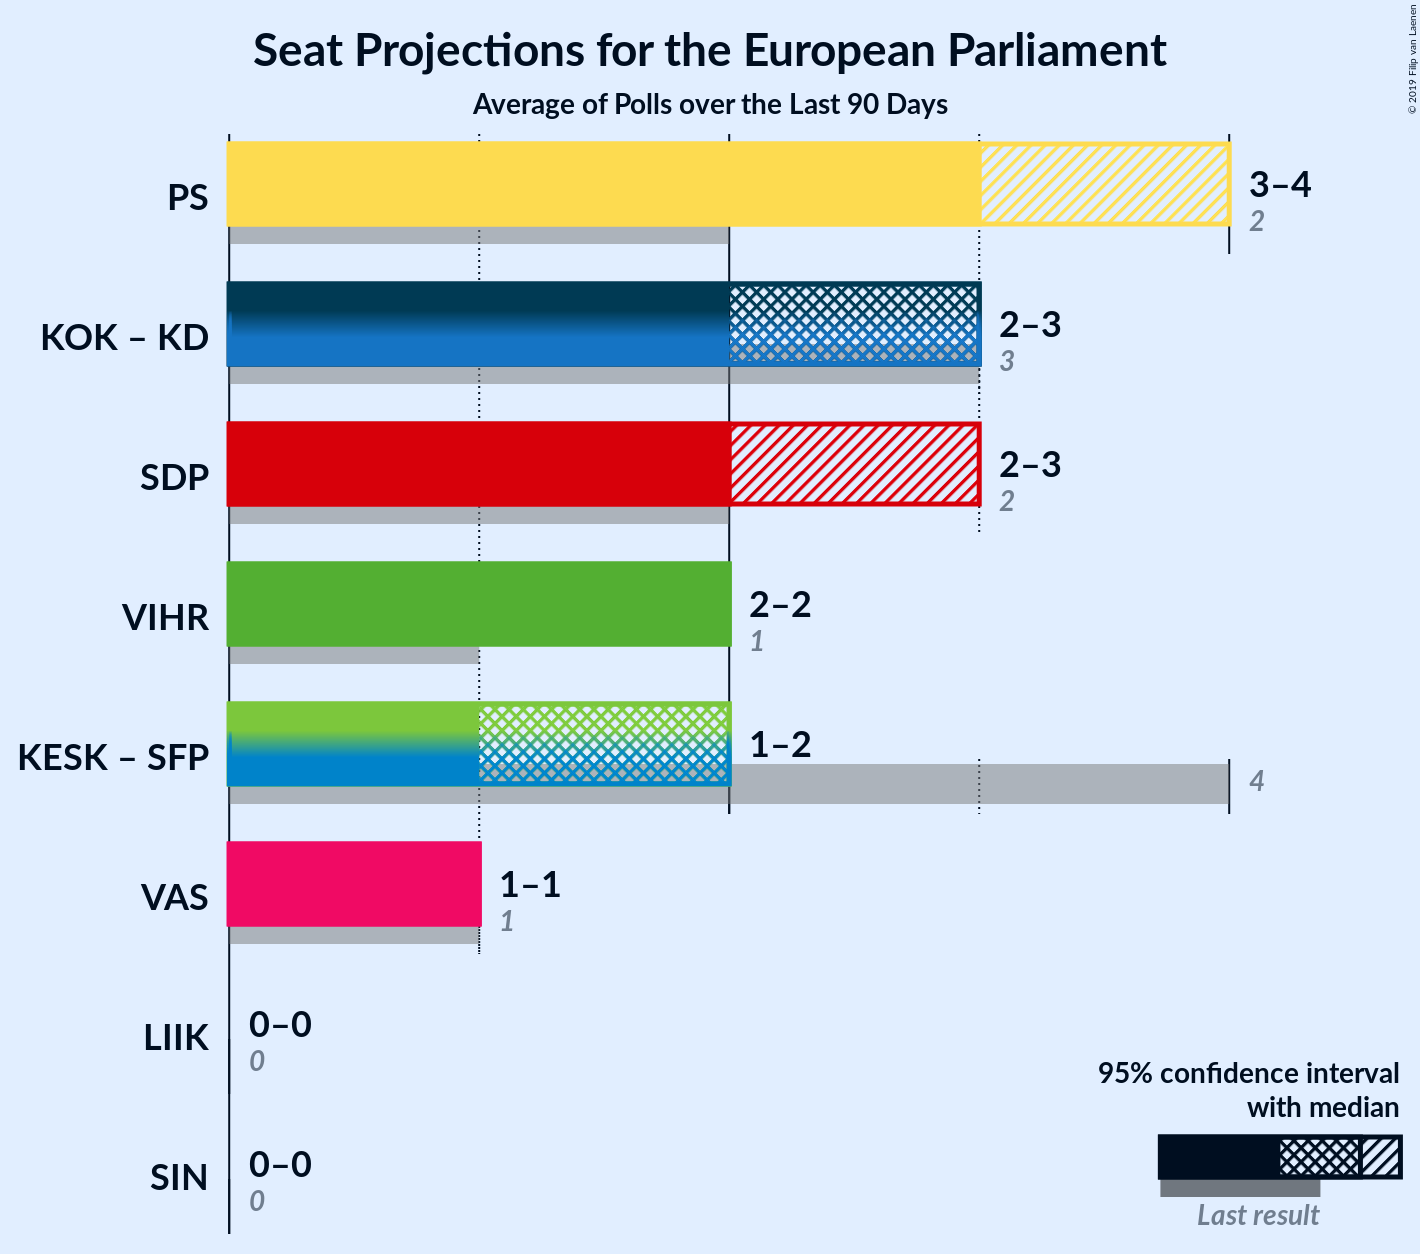 Seat Projections for the European Parliament
Average of Polls over the Last 90 Days
© 2019 Filip van Laenen
PS
3–4
2
KOK – KD
2–3
3
SDP
2–3
2
VIHR
2–2
1
KESK – SFP
1–2
4
VAS
1–1
1
LIIK
0–0
0
SIN
0–0
0
95% confidence interval
with median
Last result